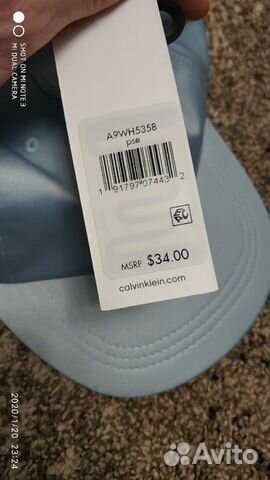 SHOT ON MI NOTE 3
MI DUAL CAMERA
A9WH5358
pse
1 91797 07443 2
MSRP $34.00
calvinklein.com
2020/1/20 23:24
Avito